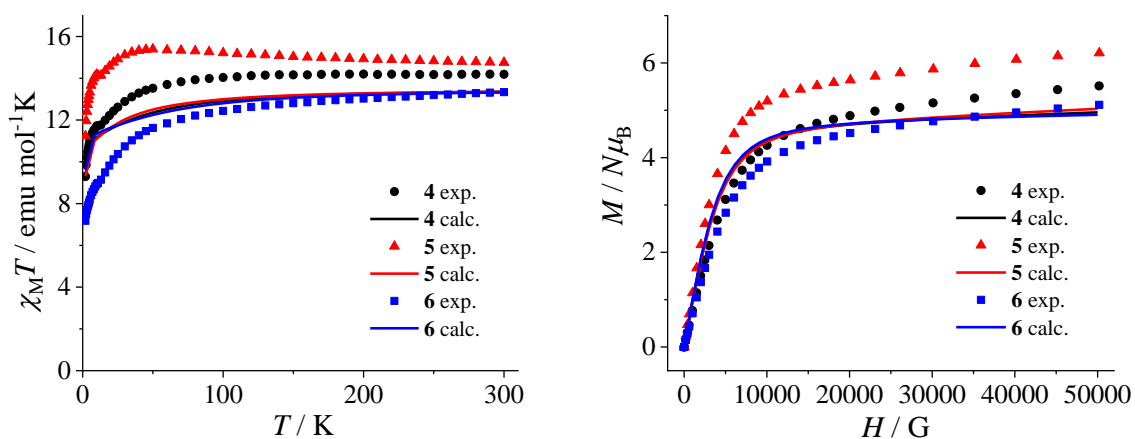 16
12
8
4
0
0
100
200
300
χMT / emu mol⁻¹K
T / K
4 exp.
4 calc.
5 exp.
5 calc.
6 exp.
6 calc.
6
4
2
0
0
10000
20000
30000
40000
50000
M / NμB
H / G
4 exp.
4 calc.
5 exp.
5 calc.
6 exp.
6 calc.